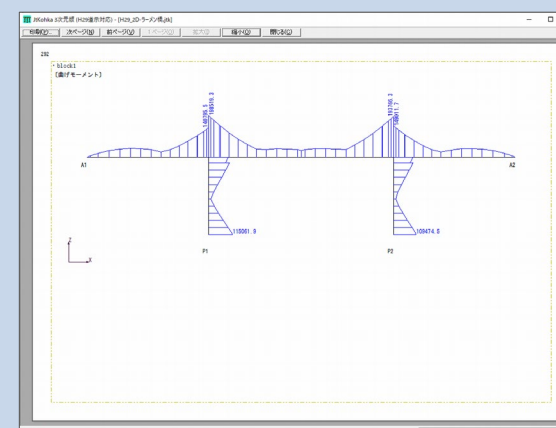 JtKohka 3次元版 (H29道示対応) - [H29_2D-ラーメン橋.jtk]
印刷(P)... 次ページ(N) 前ページ(V) 拡大(I) 縮小(O) 閉じる(C)
292
* block1
[曲げモーメント]
A1
A2
115061.9
109474.5
Z
X
P1
P2